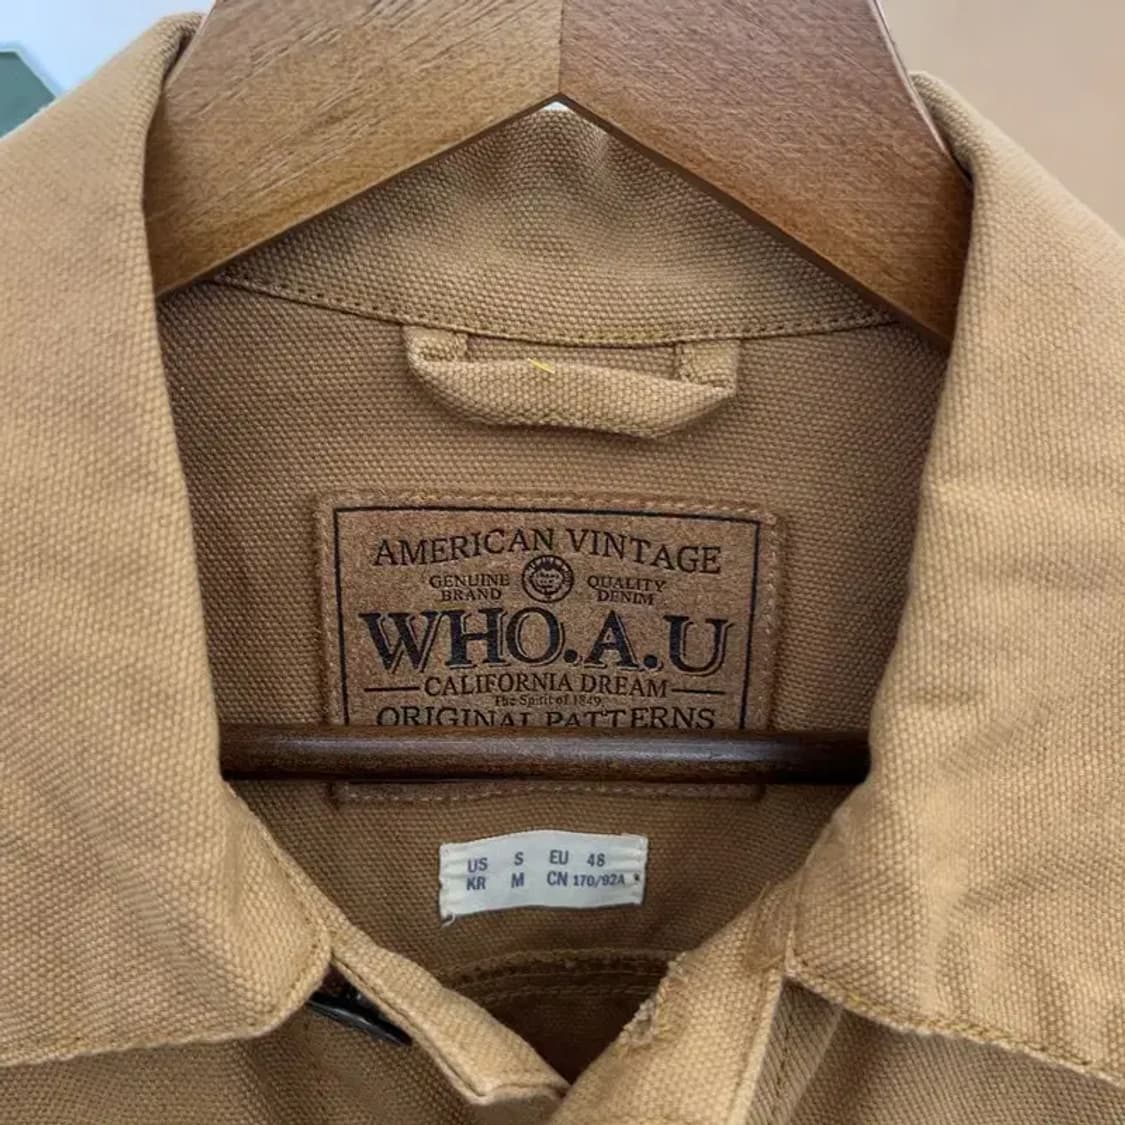 AMERICAN VINTAGE
GENUINE BRAND
QUALITY DENIM
WHO.A.U
CALIFORNIA DREAM
The Spirit of 1849
ORIGINAL PATTERNS
US S EU 48
KR M CN 170/92A